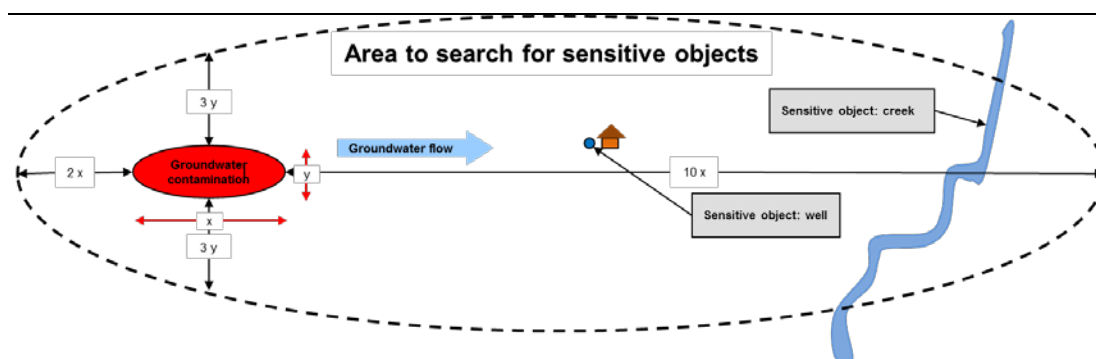 Area to search for sensitive objects
3 y
Sensitive object: creek
Groundwater flow
Groundwater
contamination
2 x
y
10 x
x
Sensitive object: well
3 y